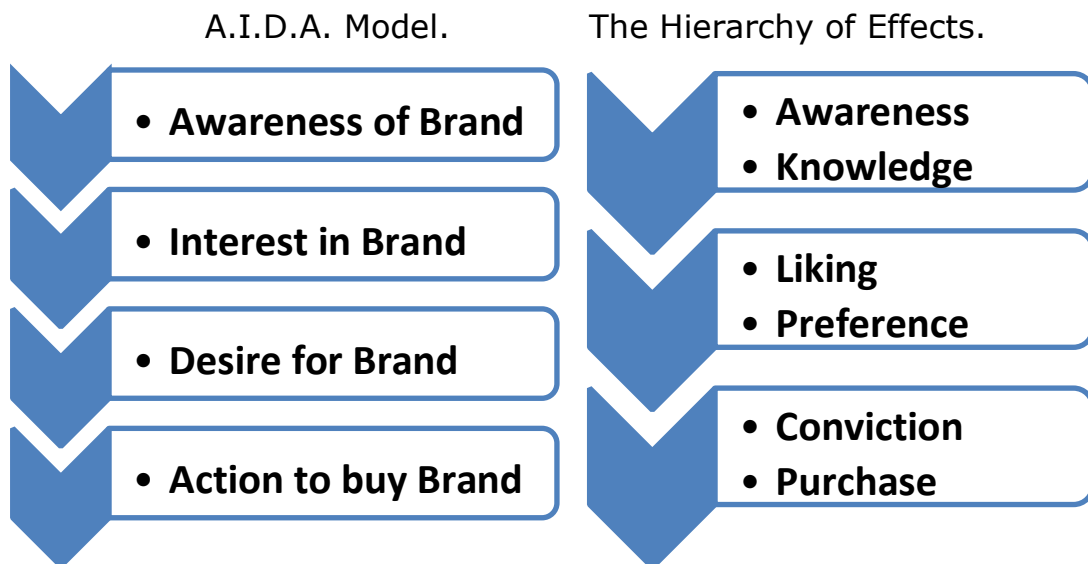 A.I.D.A. Model.
• Awareness of Brand
• Interest in Brand
• Desire for Brand
• Action to buy Brand
The Hierarchy of Effects.
• Awareness
• Knowledge
• Liking
• Preference
• Conviction
• Purchase